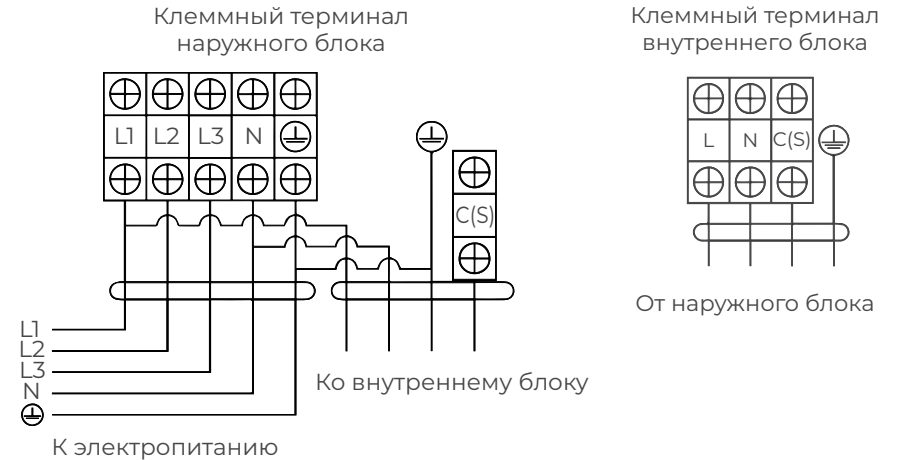 Клеммный терминал
наружного блока
L1 L2 L3 N
C(S)
L1
L2
L3
N
К электропитанию
Ко внутреннему блоку
Клеммный терминал
внутреннего блока
L N C(S)
От наружного блока